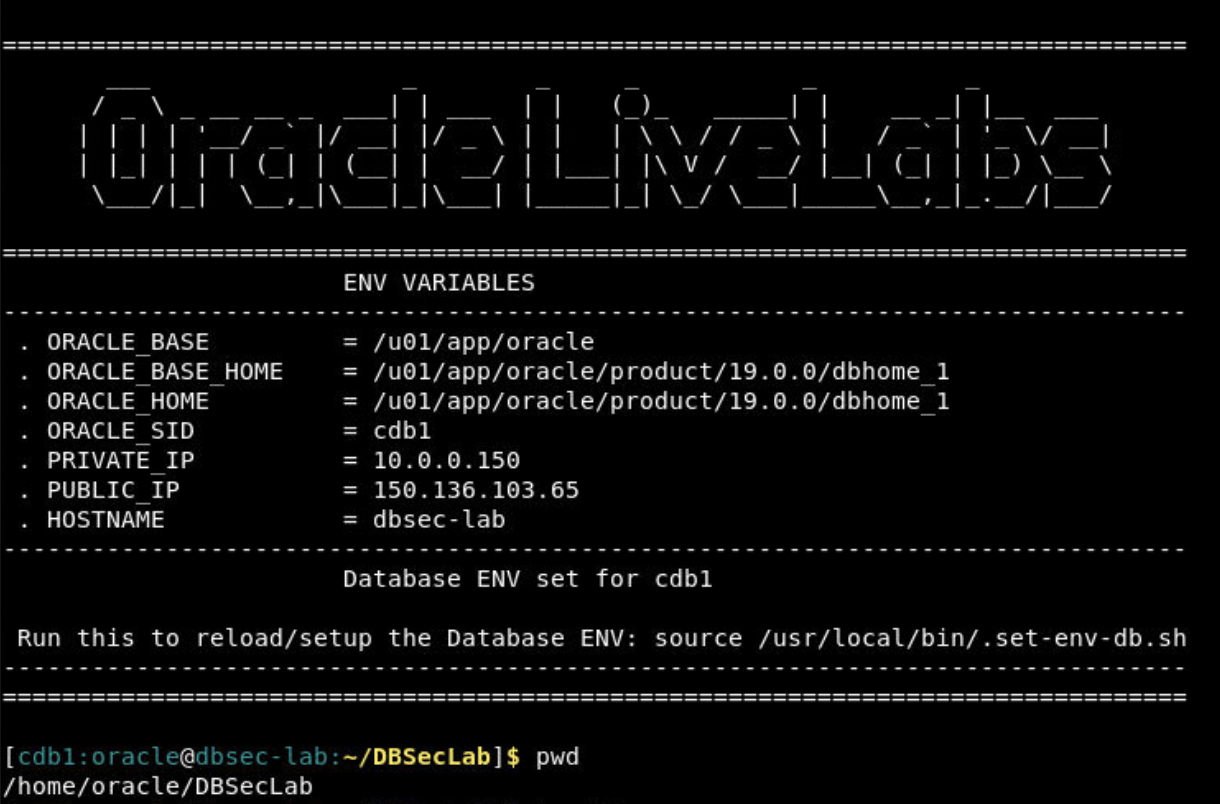 ================================================================================
Oracle LiveLabs
================================================================================
ENV VARIABLES
--------------------------------------------------------------------------------
. ORACLE_BASE         = /u01/app/oracle
. ORACLE_BASE_HOME    = /u01/app/oracle/product/19.0.0/dbhome_1
. ORACLE_HOME         = /u01/app/oracle/product/19.0.0/dbhome_1
. ORACLE_SID          = cdb1
. PRIVATE_IP          = 10.0.0.150
. PUBLIC_IP           = 150.136.103.65
. HOSTNAME            = dbsec-lab
--------------------------------------------------------------------------------
Database ENV set for cdb1
Run this to reload/setup the Database ENV: source /usr/local/bin/.set-env-db.sh
--------------------------------------------------------------------------------
================================================================================
[cdb1:oracle@dbsec-lab:~/DBSecLab]$ pwd
/home/oracle/DBSecLab